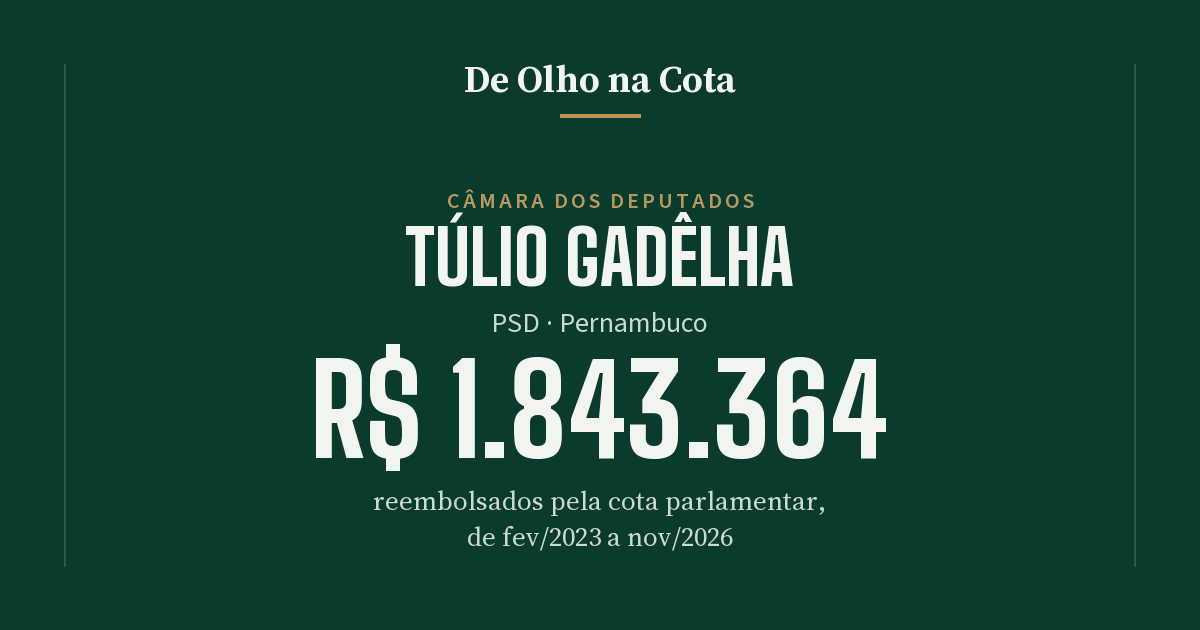 De Olho na Cota
CÂMARA DOS DEPUTADOS
TÚLIO GADÊLHA
PSD · Pernambuco
R$ 1.843.364
reembolsados pela cota parlamentar,
de fev/2023 a nov/2026